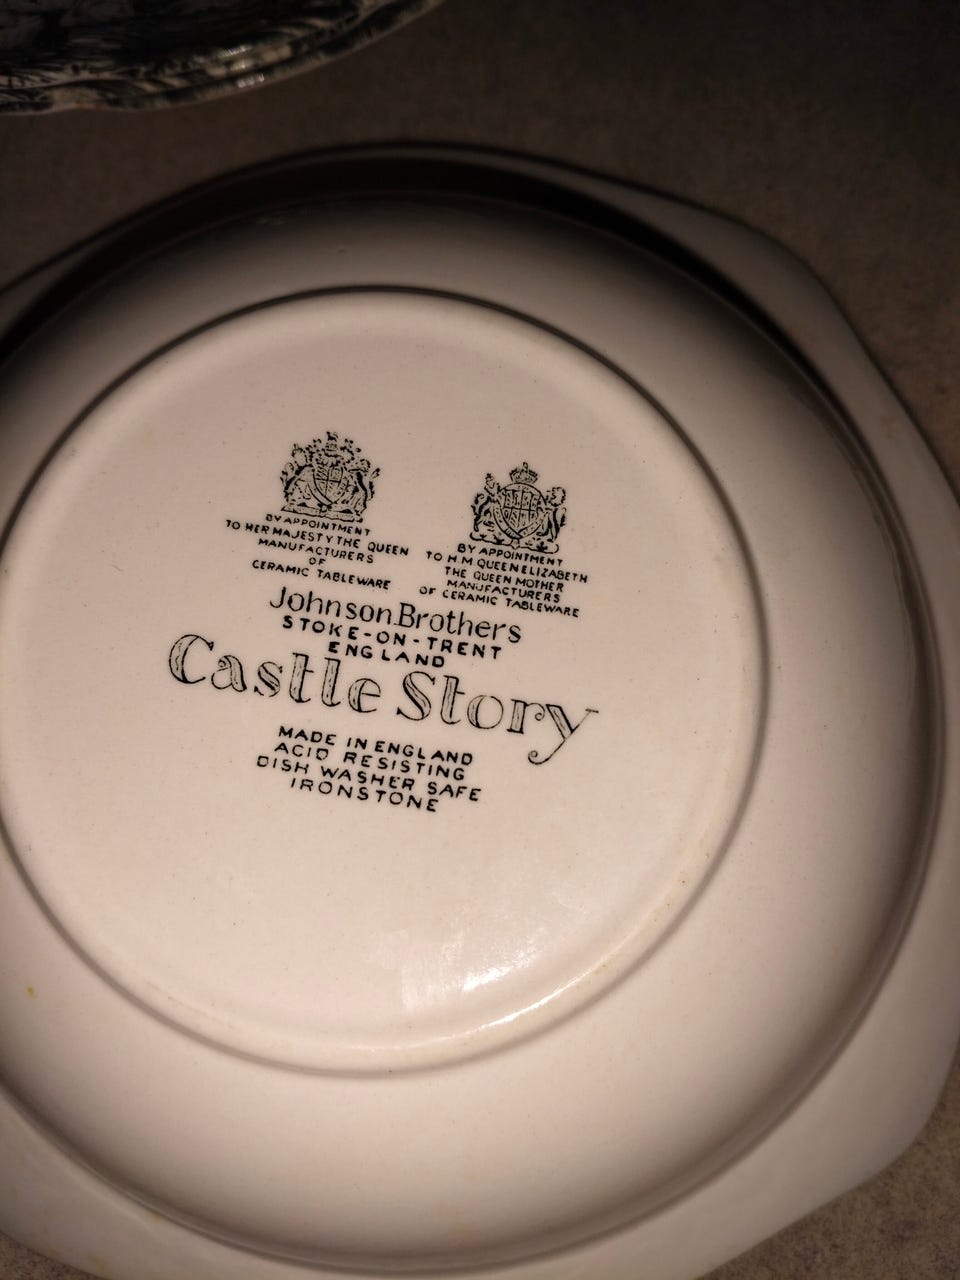 BY APPOINTMENT
TO HER MAJESTY THE QUEEN
MANUFACTURERS
OF
CERAMIC TABLEWARE
BY APPOINTMENT
TO H M QUEEN ELIZABETH
THE QUEEN MOTHER
MANUFACTURERS
OF CERAMIC TABLEWARE
Johnson Brothers
STOKE-ON-TRENT
ENGLAND
Castle Story
MADE IN ENGLAND
ACID RESISTING
DISH WASHER SAFE
IRONSTONE